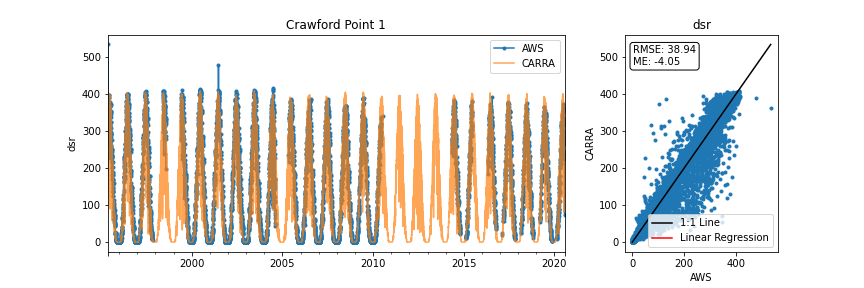 Crawford Point 1
dsr
500
400
300
200
100
0
2000
2005
2010
2015
2020
dsr
AWS
CARRA
dsr
RMSE: 38.94
ME: -4.05
CARRA
500
400
300
200
100
0
0
200
400
AWS
1:1 Line
Linear Regression